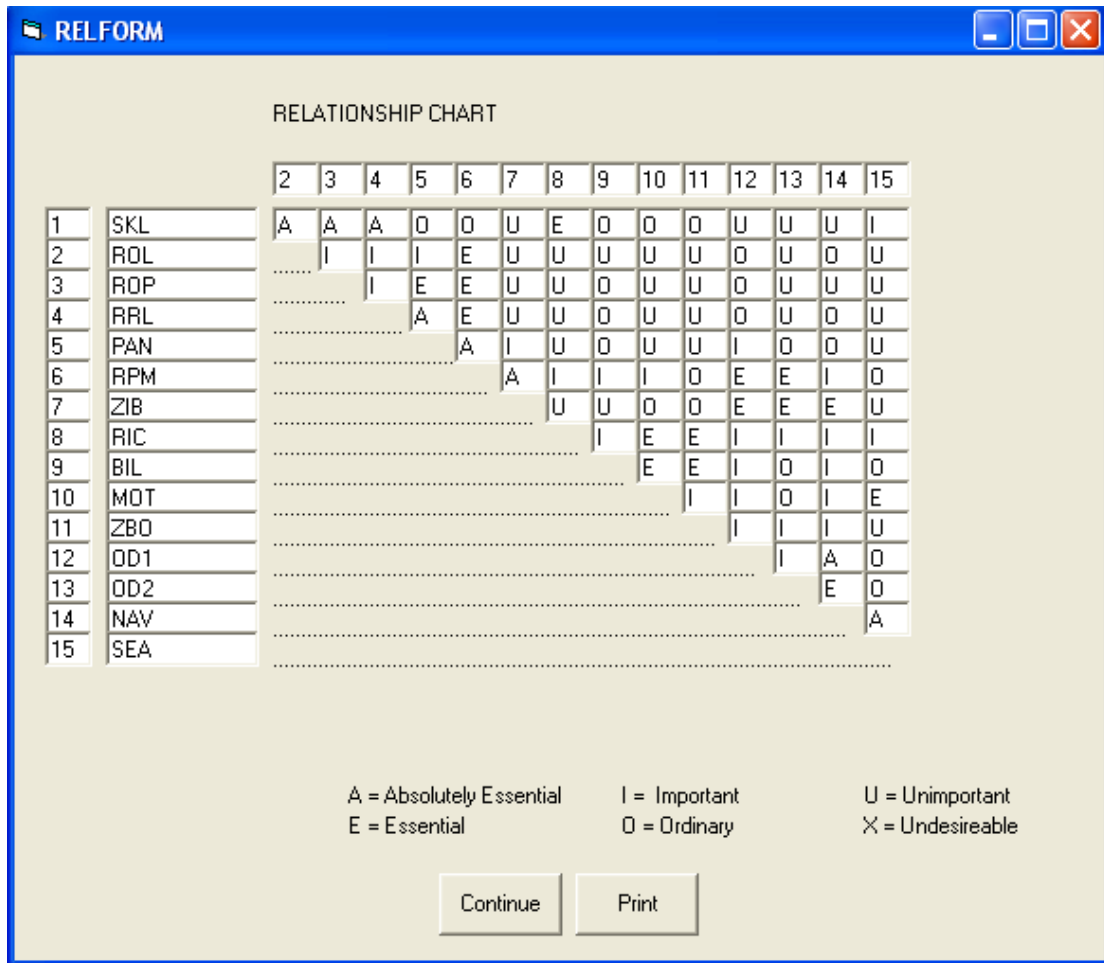 RELFORM
RELATIONSHIP CHART
2 3 4 5 6 7 8 9 10 11 12 13 14 15
1 SKL A A A O O U E O O O U U U I
2 ROL I I I E U U U U U O U O U
3 ROP I E E U U O U U O U U U
4 RRL A E U U O U U O U O U
5 PAN A I U O U U I O O U
6 RPM A I I I O E E I O
7 ZIB U U O O E E E U
8 RIC I E E I I I I
9 BIL E E I O I O
10 MOT I I O I E
11 ZBO I I I U
12 OD1 I A O
13 OD2 E O
14 NAV A
15 SEA
A = Absolutely Essential I = Important U = Unimportant
E = Essential O = Ordinary X = Undesireable
Continue Print